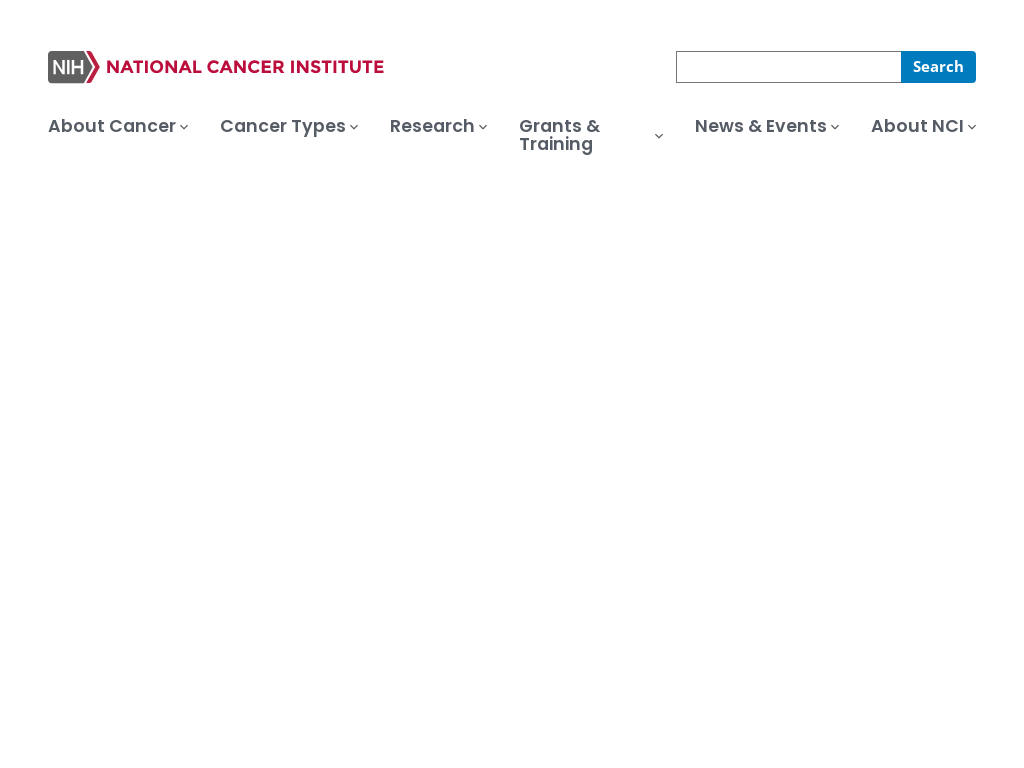 NIH NATIONAL CANCER INSTITUTE
Search
About Cancer
Cancer Types
Research
Grants &
Training
News & Events
About NCI